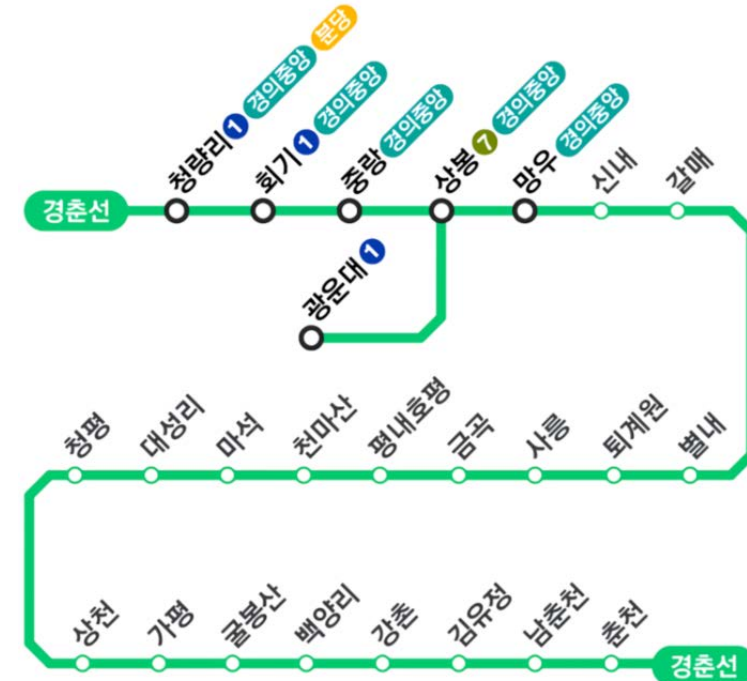 경춘선
청량리 1 경의중앙 분당
회기 1 경의중앙
중랑 경의중앙
상봉 7 경의중앙
망우 경의중앙
신내
갈매
광운대 1
청평
대성리
마석
천마산
평내호평
금곡
사릉
퇴계원
별내
상천
가평
굴봉산
백양리
강촌
김유정
남춘천
춘천
경춘선